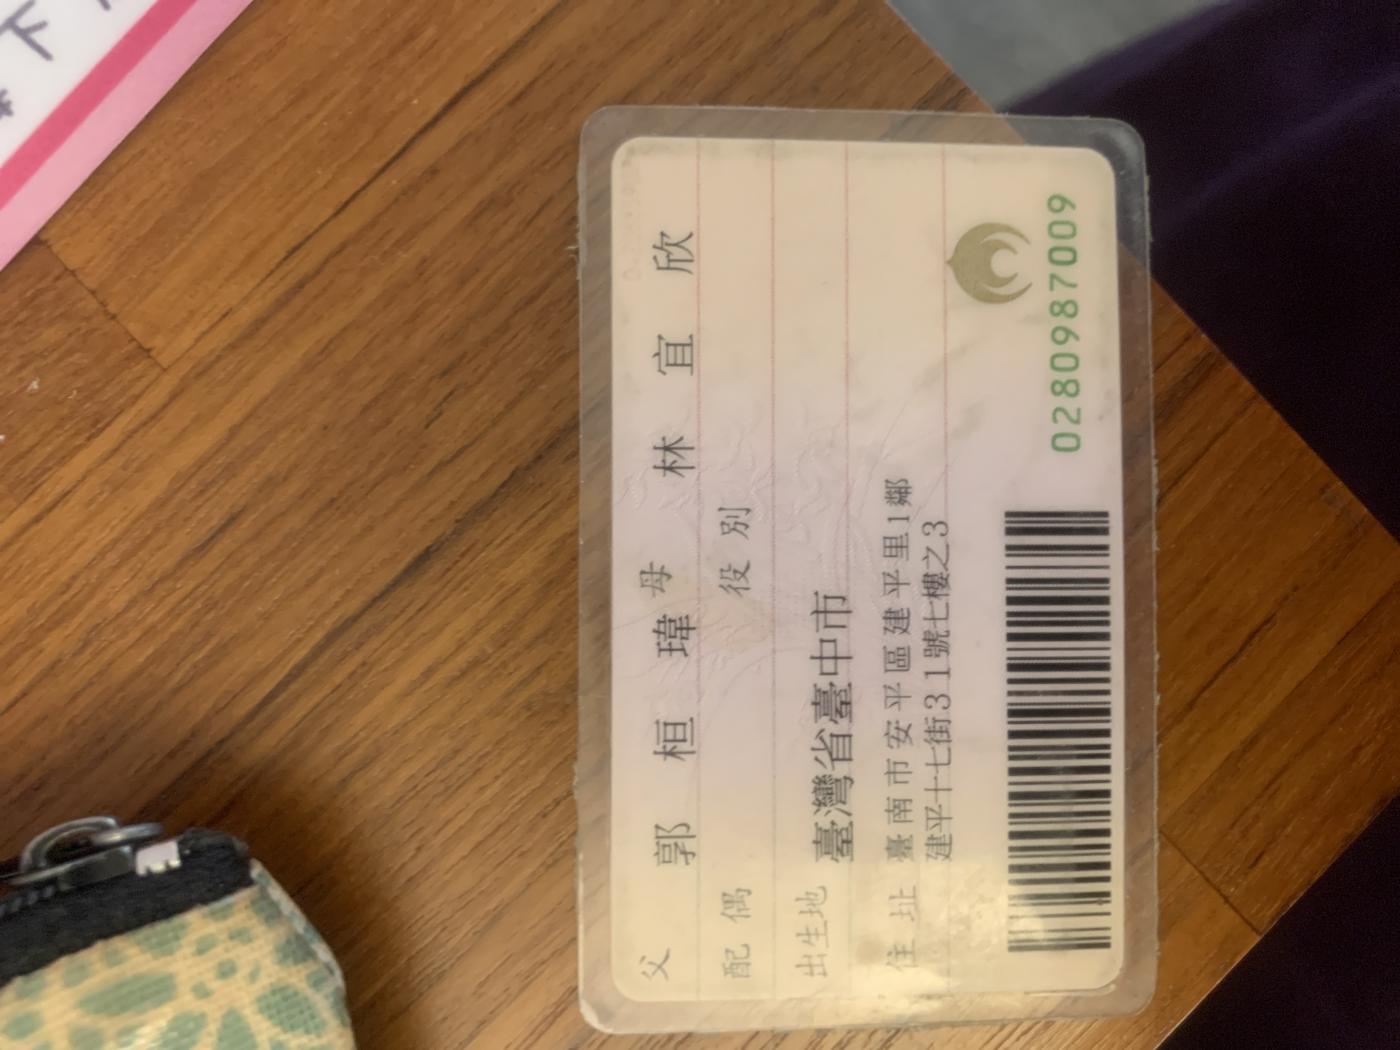 父 郭桓瑋 母 林宜欣
配偶 役別
出生地 臺灣省臺中市
住址 臺南市安平區建平里1鄰
建平十七街31號七樓之3
0280987009
下